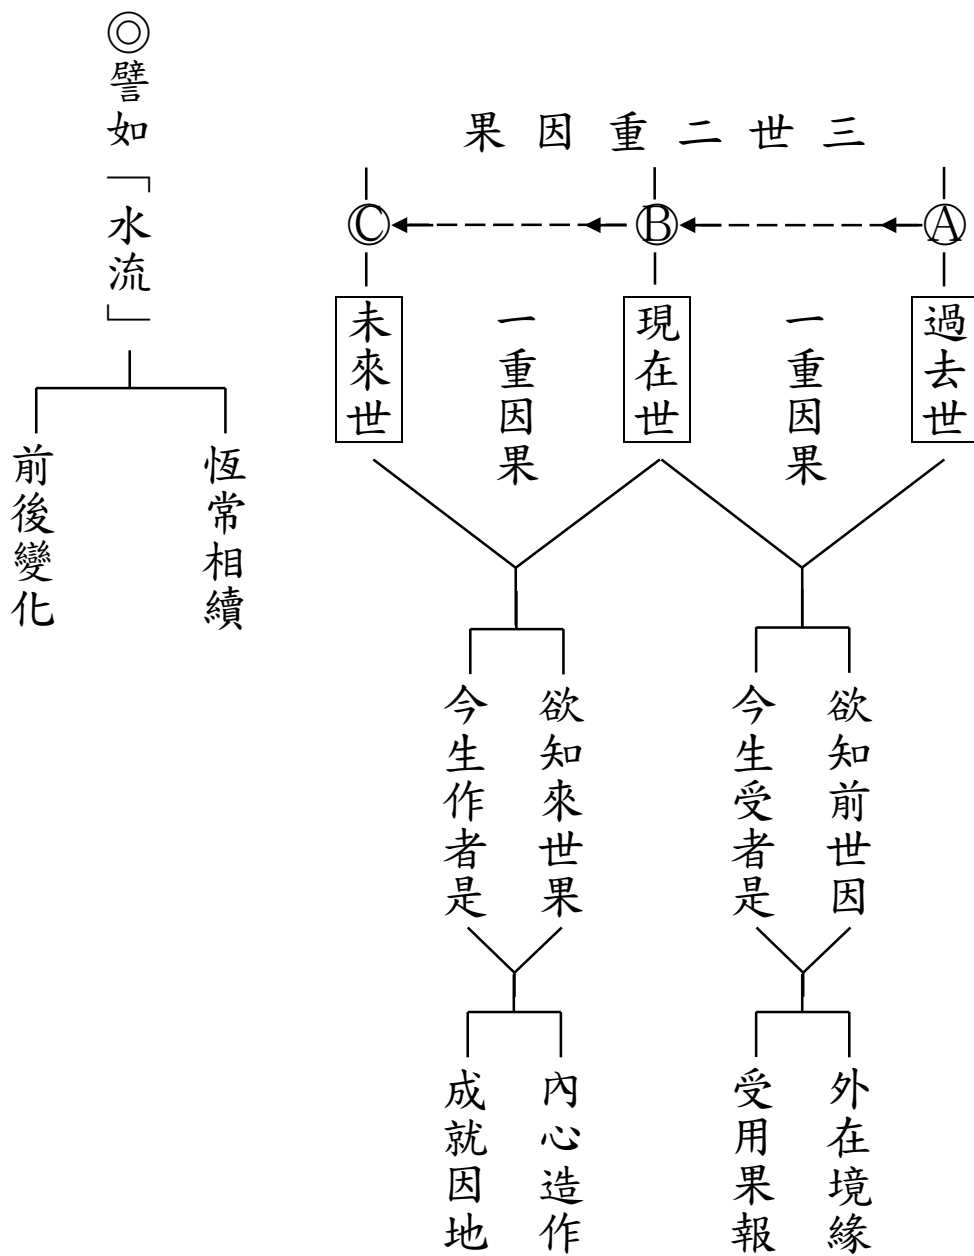 三世二重因果
A
B
C
過去世
一重因果
現在世
一重因果
未來世
欲知前世因
今生受者是
欲知來世果
今生作者是
外在境緣
受用果報
內心造作
成就因地
◎譬如「水流」
恆常相續
前後變化